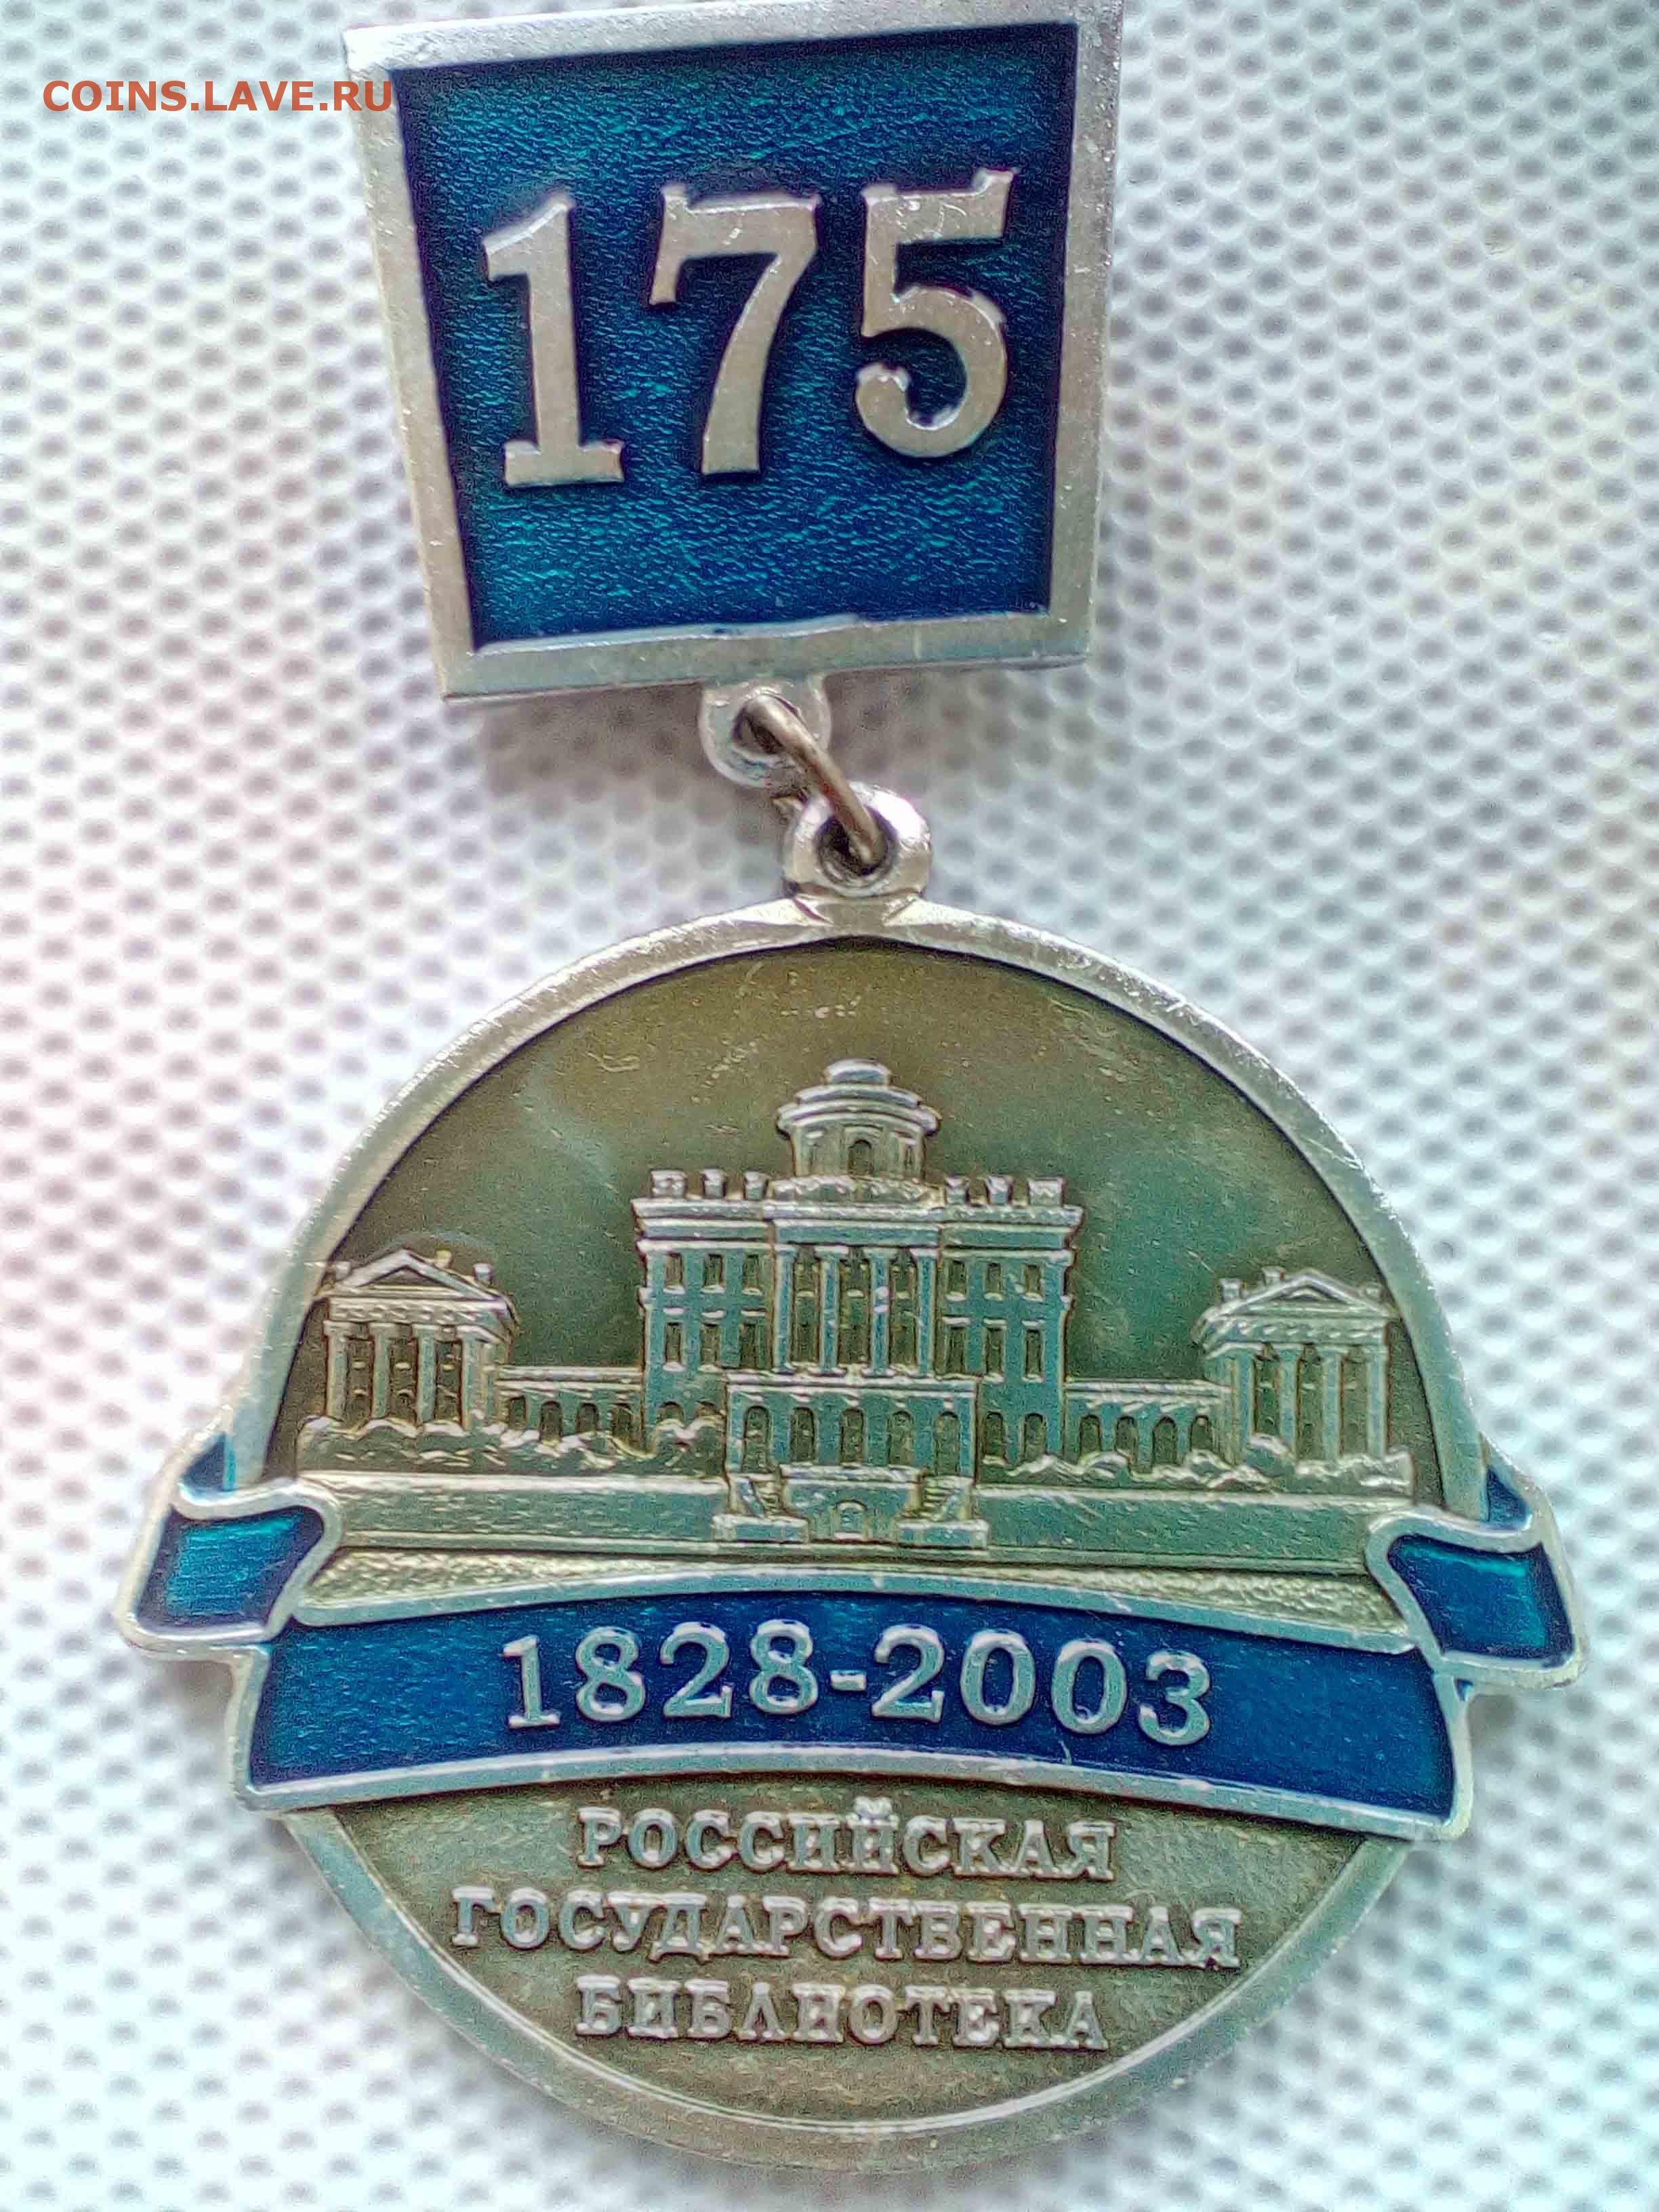 COINS.LAVE.RU
175
1828-2003
РОССИЙСКАЯ
ГОСУДАРСТВЕННАЯ
БИБЛИОТЕКА